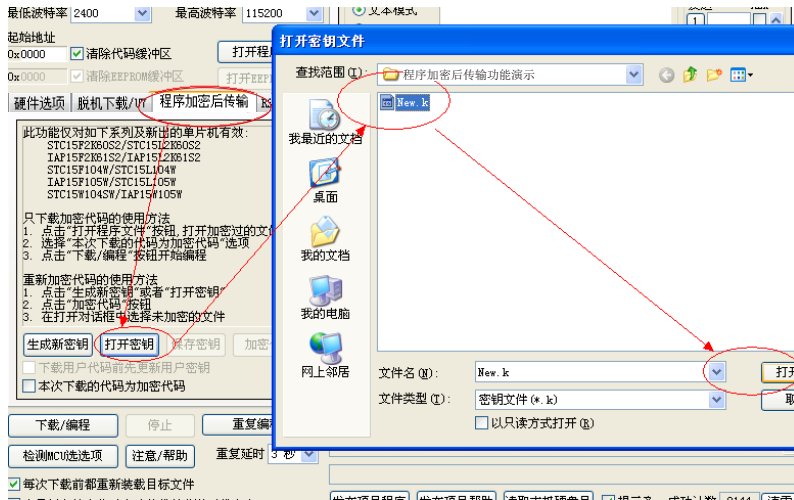 最低波特率 2400
最高波特率 115200
文本模式
起始地址
0x0000 清除代码缓冲区
0x0000 清除EEPROM缓冲区
硬件选项 脱机下载/U7 程序加密后传输
此功能仅对如下系列及新出的单片机有效:
STC15F2K60S2/STC15L2K60S2
IAP15F2K61S2/IAP15L2K61S2
STC15F104W/STC15L104W
IAP15F105W/STC15L105W
STC15W104SW/IAP15W105W
只下载加密代码的使用方法
1. 点击"打开程序文件"按钮,打开加密过的文
2. 选择"本次下载的代码为加密代码"选项
3. 点击"下载/编程"按钮开始编程
重新加密代码的使用方法
1. 点击"生成新密钥"或者"打开密钥"
2. 点击"加密代码"按钮
3. 在打开对话框中选择未加密的文件
生成新密钥 打开密钥 保存密钥
下载用户代码前先更新用户密钥
本次下载的代码为加密代码
下载/编程 停止
检测MCU选选项 注意/帮助 重复延时 3 秒
每次下载前都重新装载目标文件
打开密钥文件
查找范围(I): 程序加密后传输功能演示
New.k
我最近的文档
桌面
我的文档
我的电脑
网上邻居
文件名(N): New.k
文件类型(T): 密钥文件(*.k)
以只读方式打开(R)